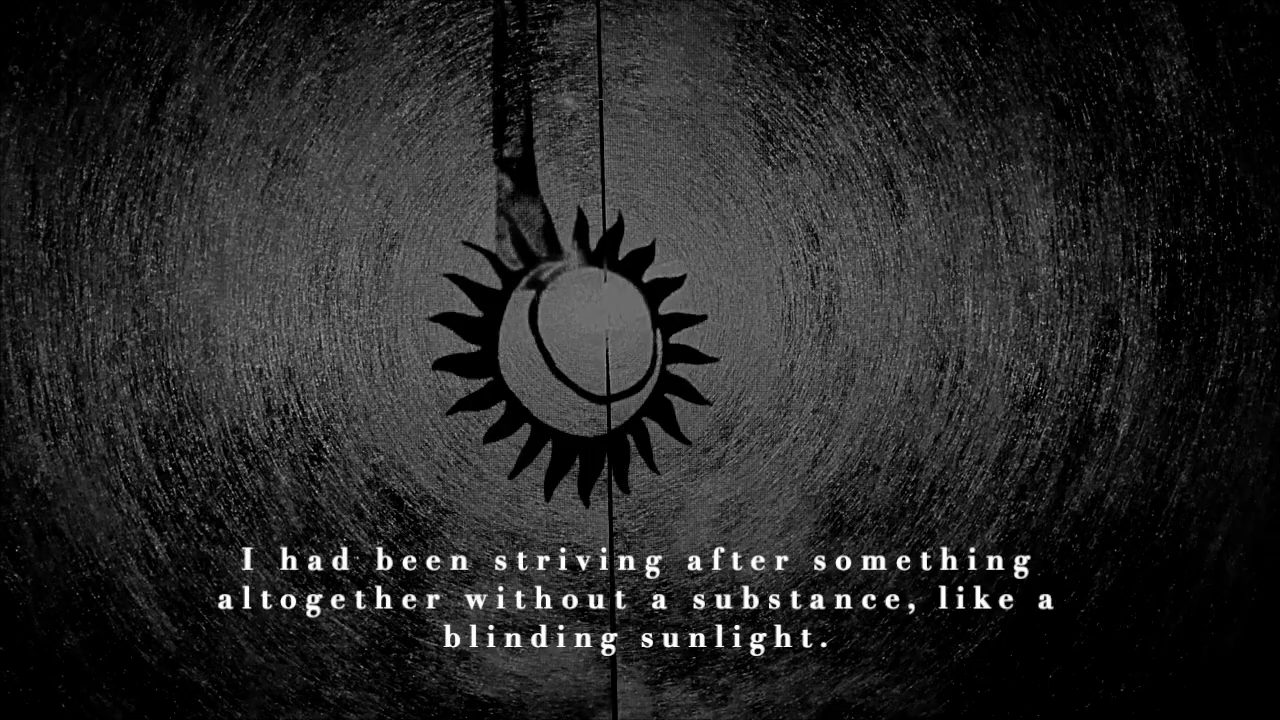 I had been striving after something
altogether without a substance, like a
blinding sunlight.